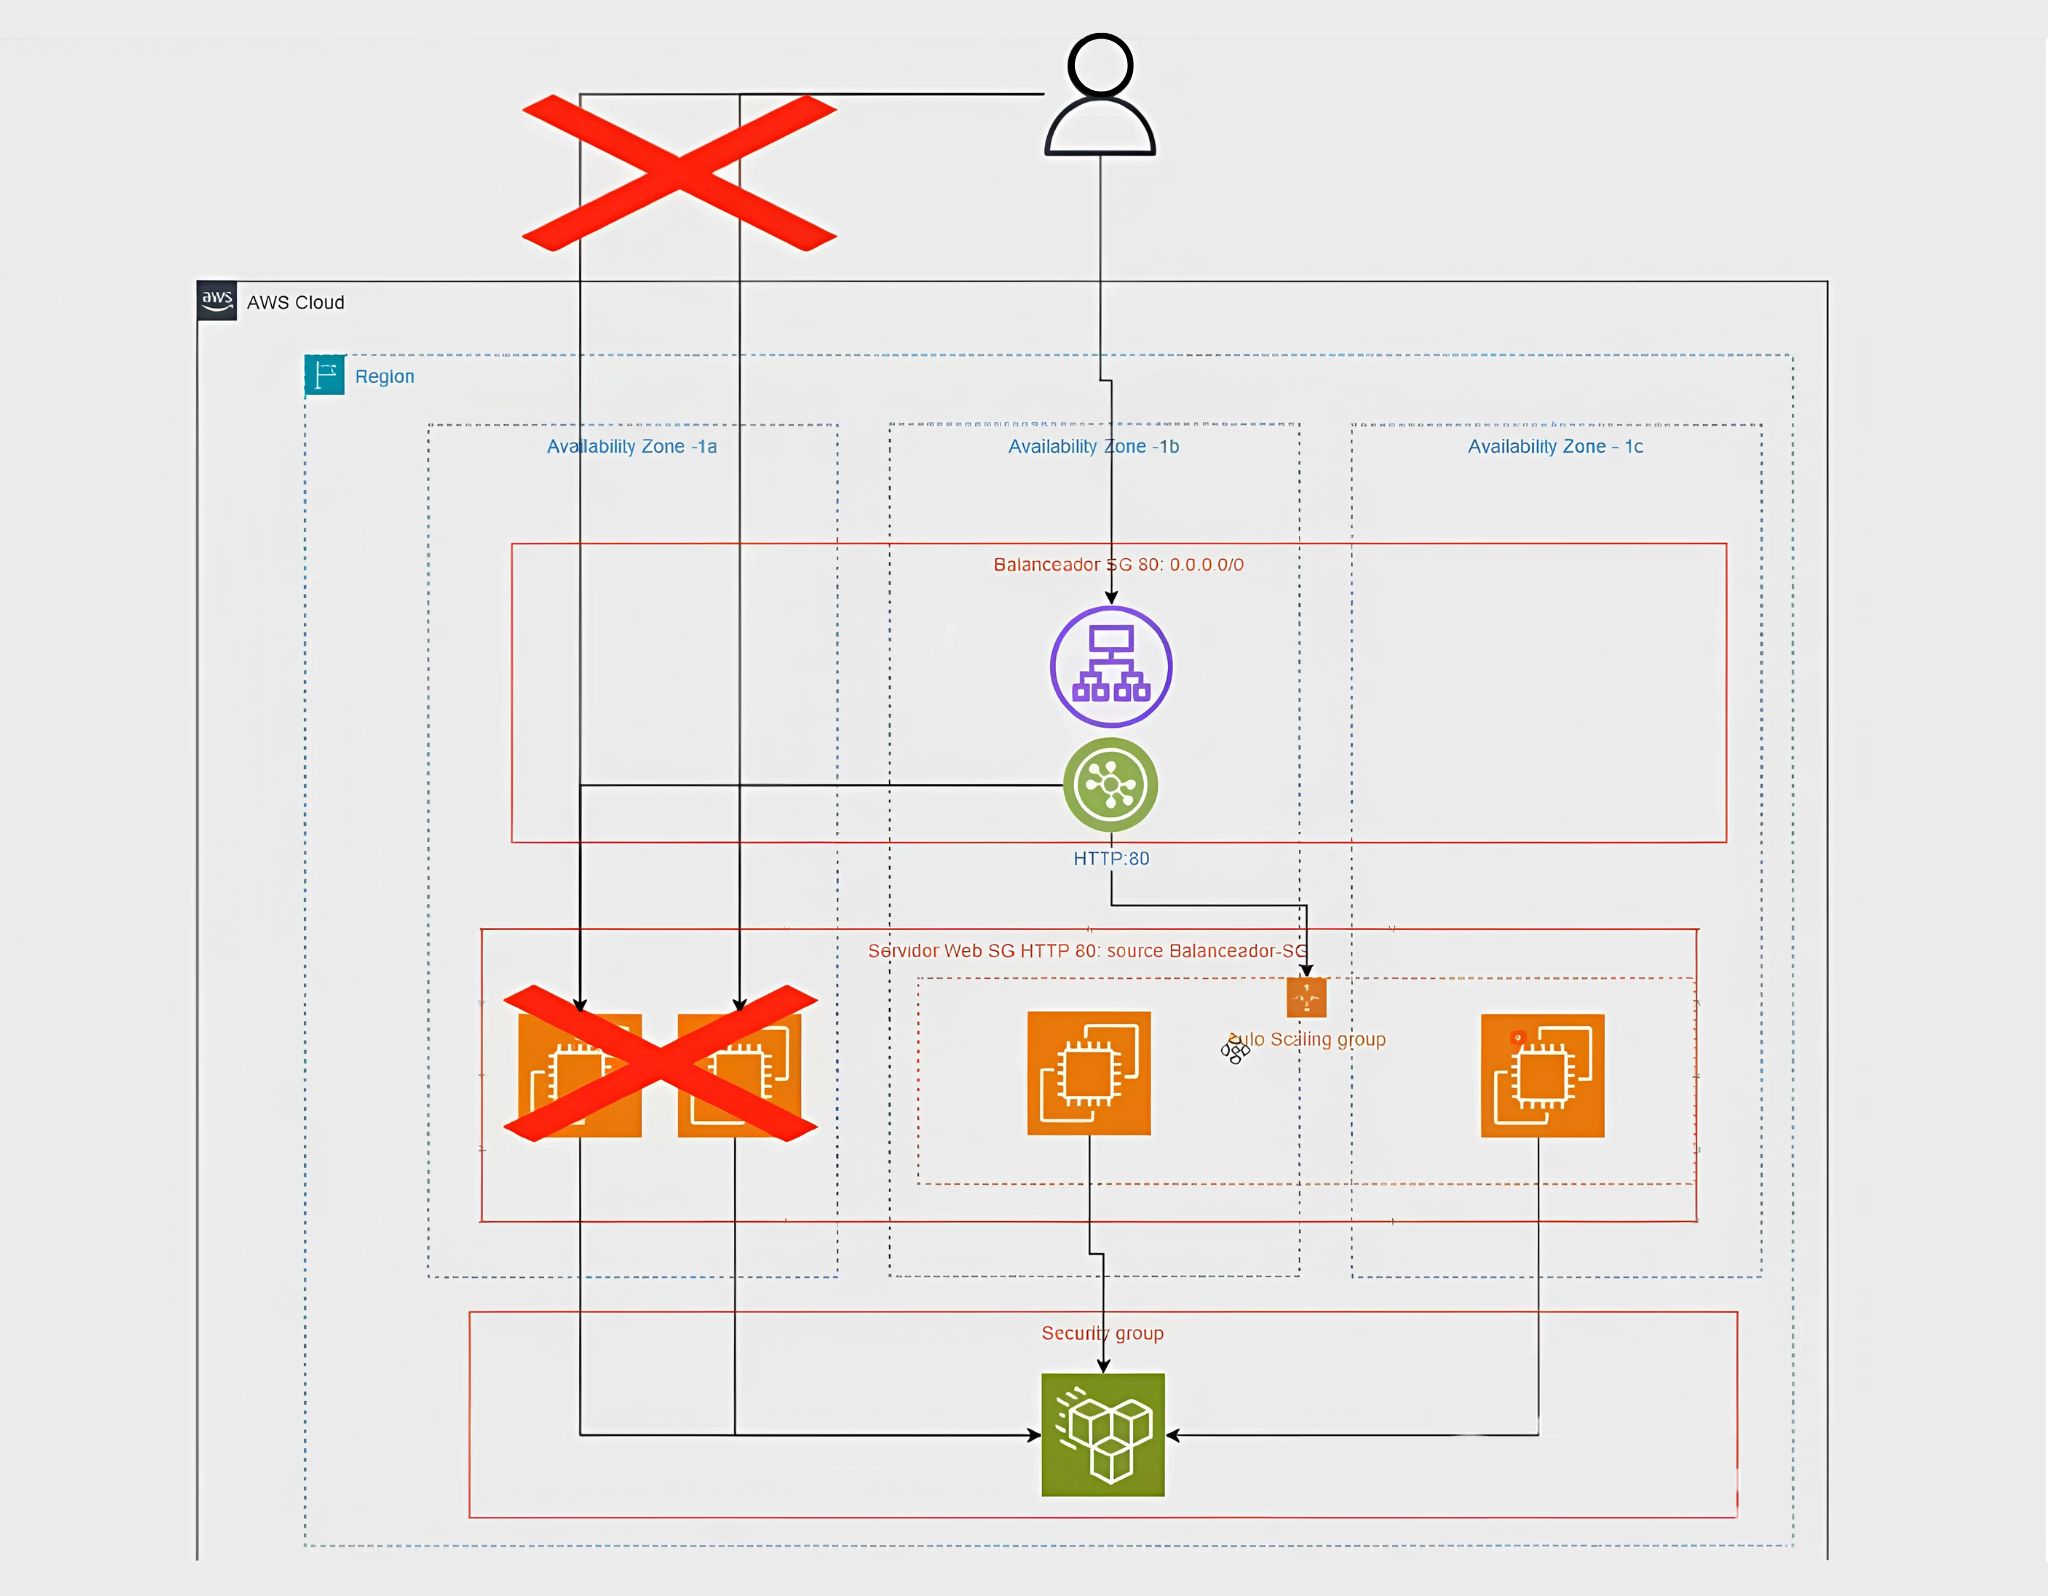 aws
AWS Cloud
Region
Availability Zone -1a
Availability Zone -1b
Availability Zone - 1c
Balanceador SG 80: 0.0.0.0/0
HTTP:80
Servidor Web SG HTTP 80: source Balanceador-SG
Auto Scaling group
Security group